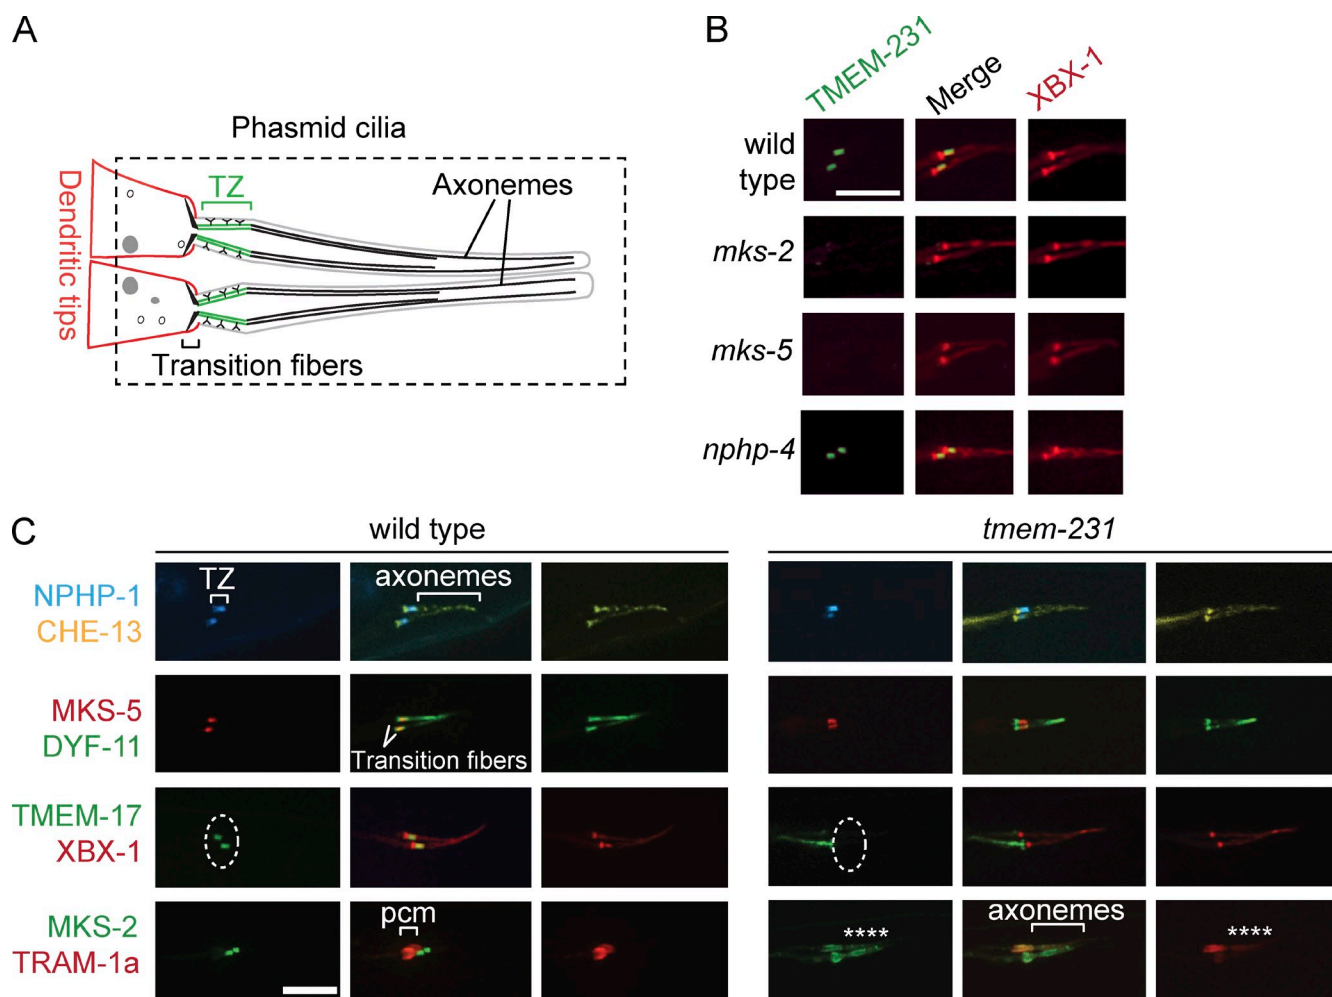 A
Phasmid cilia
TZ
Axonemes
Dendritic tips
Transition fibers
B
TMEM-231
Merge
XBX-1
wild
type
mks-2
mks-5
nphp-4
C
wild type
tmem-231
NPHP-1
CHE-13
TZ
axonemes
MKS-5
DYF-11
Transition fibers
TMEM-17
XBX-1
MKS-2
TRAM-1a
pcm
****
axonemes
****